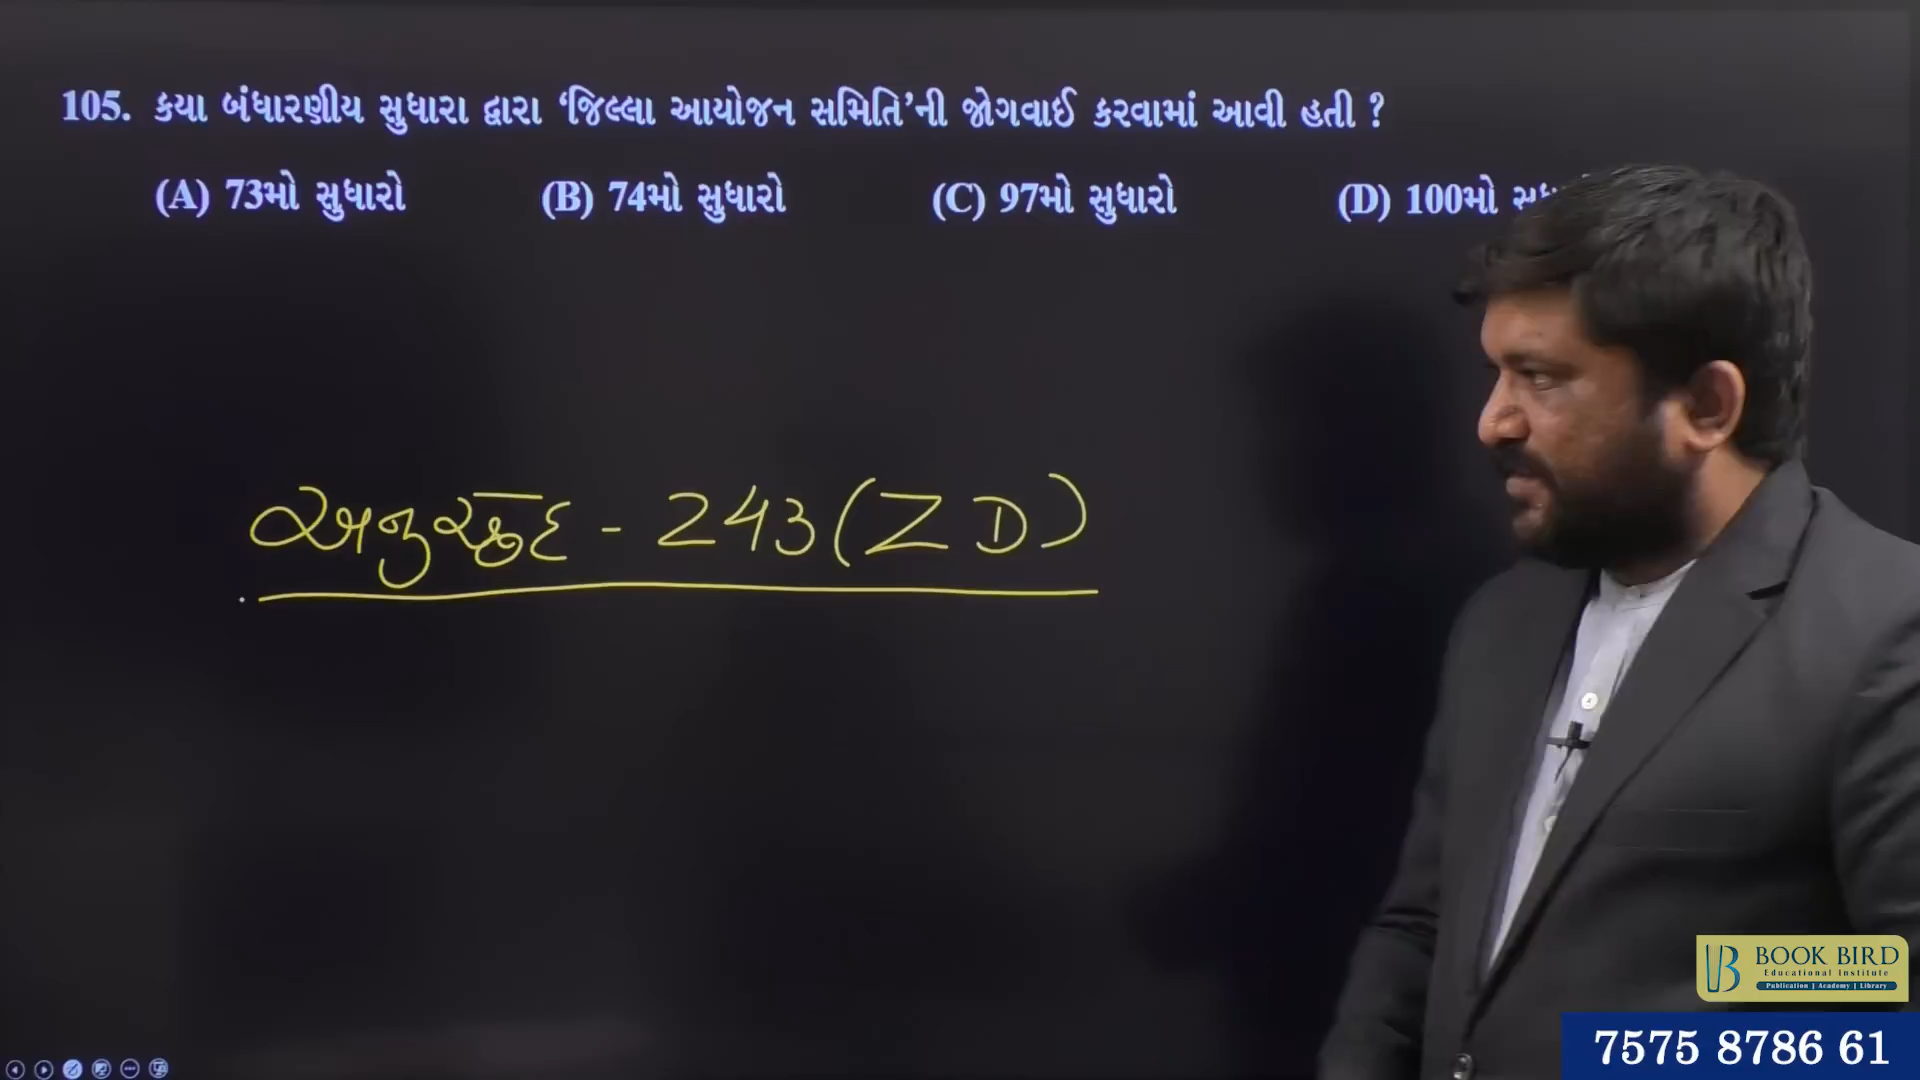 105. કયા બંધારણીય સુધારા દ્વારા ‘જિલ્લા આયોજન સમિતિ’ની જોગવાઈ કરવામાં આવી હતી ?
(A) 73મો સુધારો (B) 74મો સુધારો (C) 97મો સુધારો (D) 100મો
અનુચ્છેદ - 243 (ZD)
BOOK BIRD
Educational Institute
Publication | Academy | Library
7575 8786 61